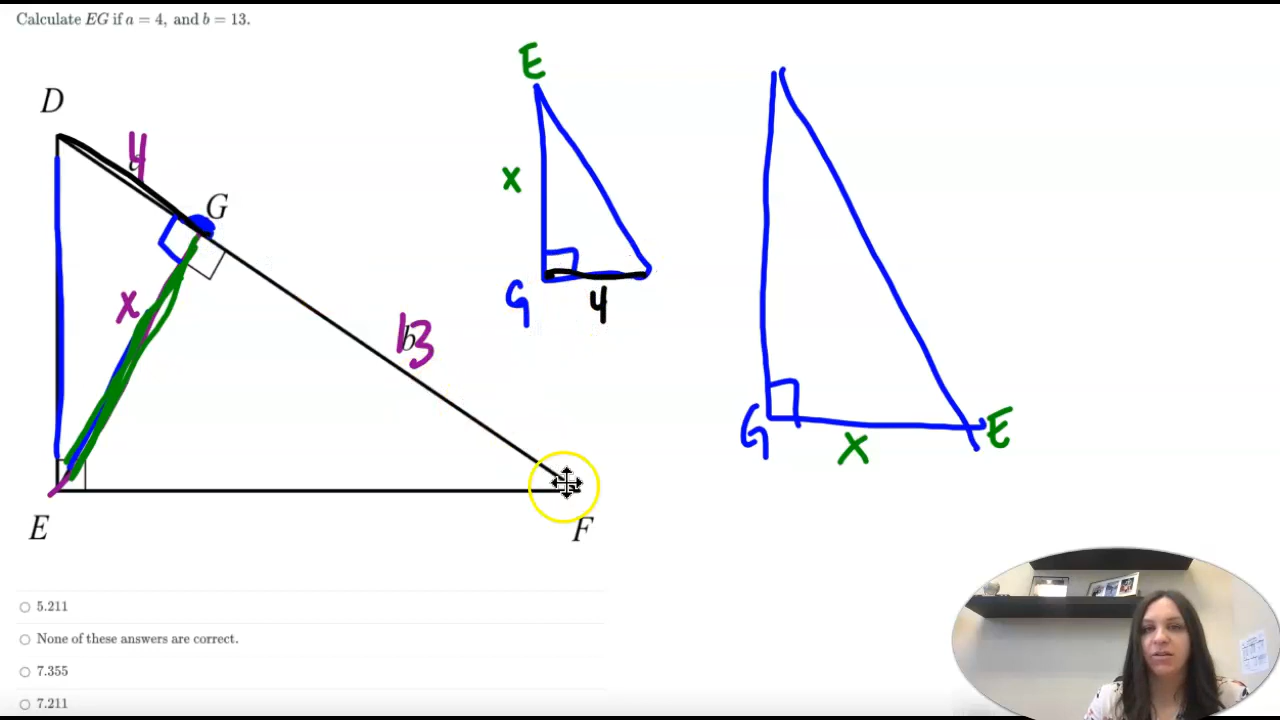 Calculate EG if a = 4, and b = 13.
D
4
G
x
13
b
E
F
E
x
G
4
G
x
E
5.211
None of these answers are correct.
7.355
7.211